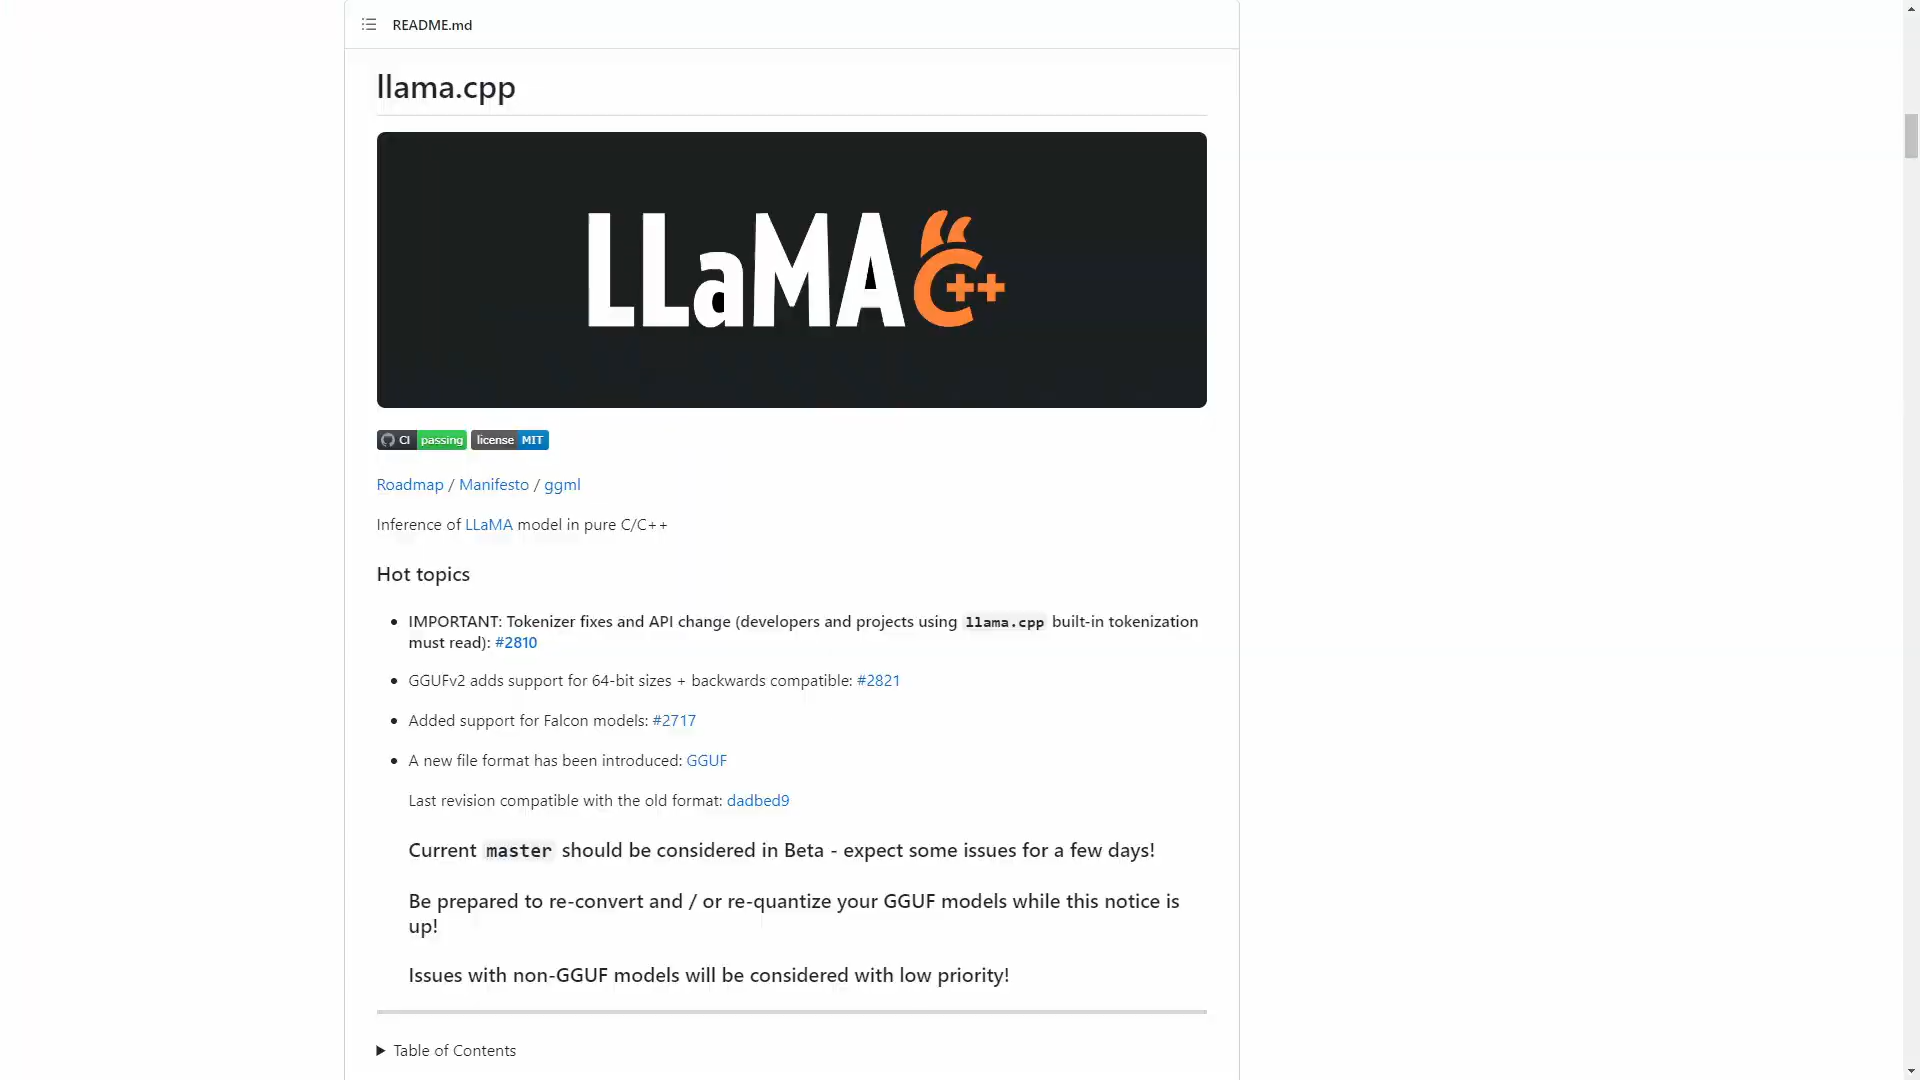 README.md
llama.cpp
LLaMA C++
CI passing license MIT
Roadmap / Manifesto / ggml
Inference of LLaMA model in pure C/C++
Hot topics
IMPORTANT: Tokenizer fixes and API change (developers and projects using llama.cpp built-in tokenization
must read): #2810
GGUFv2 adds support for 64-bit sizes + backwards compatible: #2821
Added support for Falcon models: #2717
A new file format has been introduced: GGUF
Last revision compatible with the old format: dadbed9
Current master should be considered in Beta - expect some issues for a few days!
Be prepared to re-convert and / or re-quantize your GGUF models while this notice is
up!
Issues with non-GGUF models will be considered with low priority!
Table of Contents